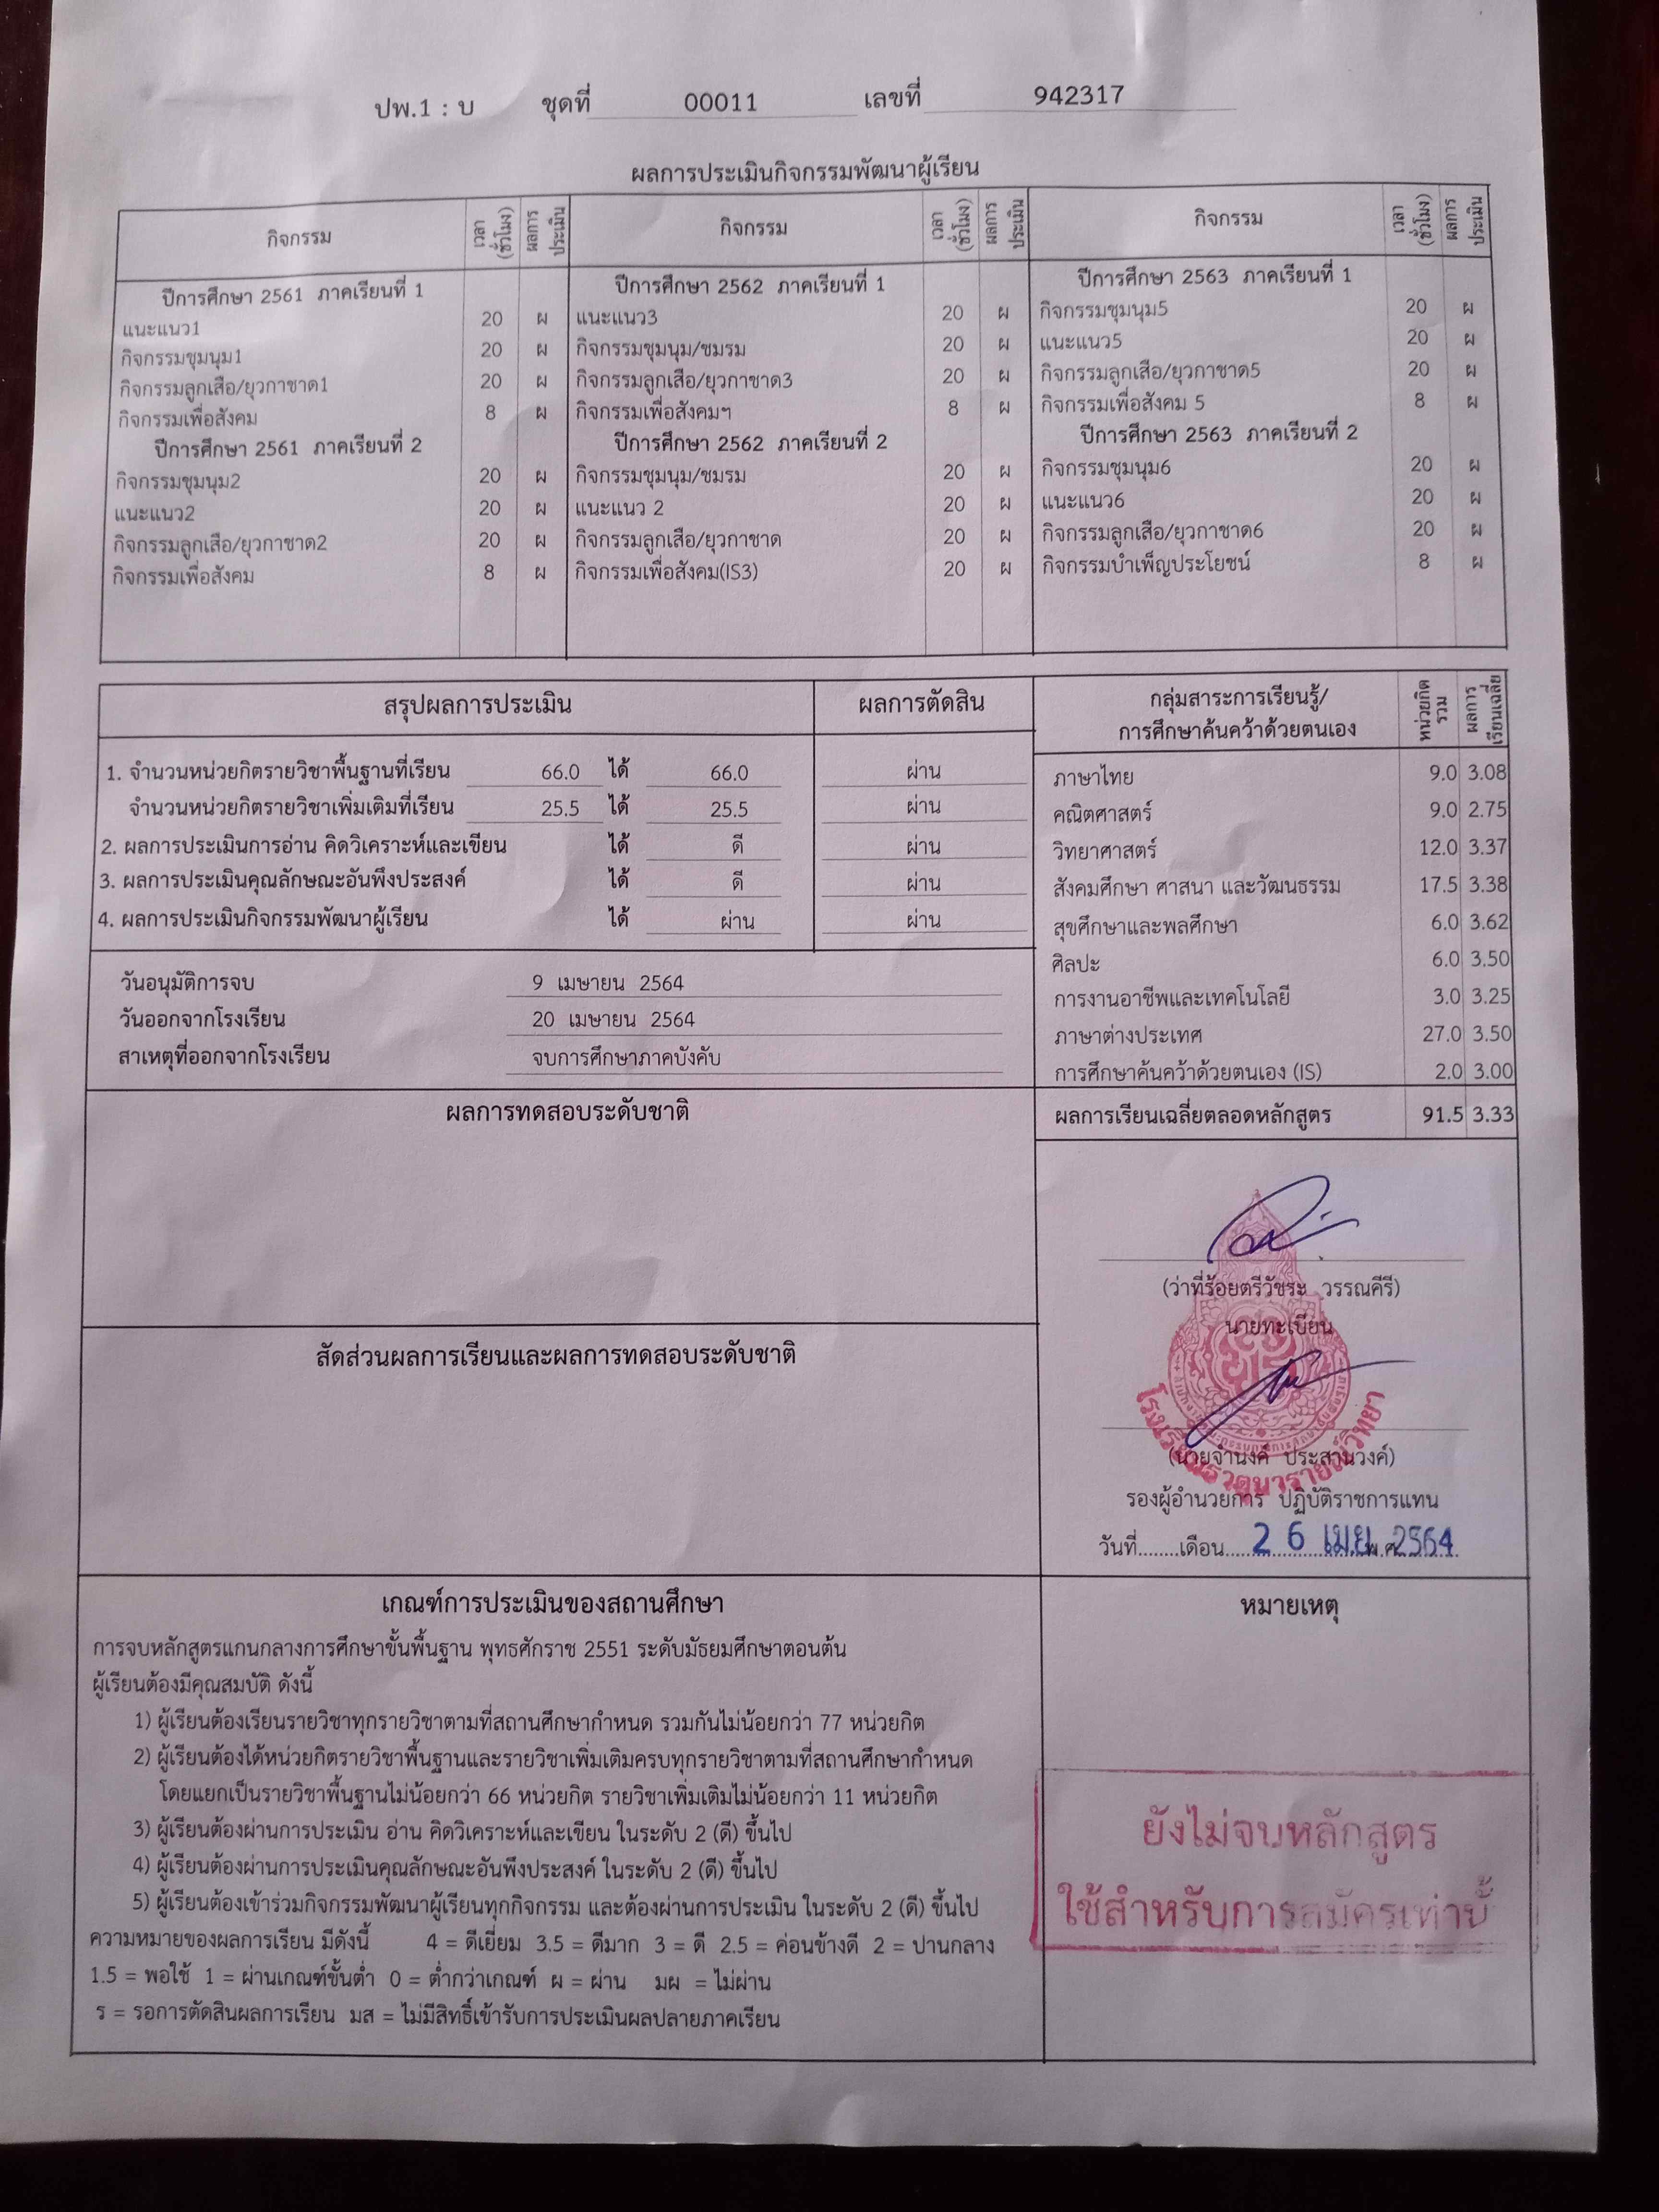 ปพ.1 : บ ชุดที่ 00011 เลขที่ 942317
ผลการประเมินกิจกรรมพัฒนาผู้เรียน
กิจกรรม เวลา (ชั่วโมง) ผลการประเมิน กิจกรรม เวลา (ชั่วโมง) ผลการประเมิน กิจกรรม เวลา (ชั่วโมง) ผลการประเมิน
ปีการศึกษา 2561 ภาคเรียนที่ 1
แนะแนว1 20 ผ
กิจกรรมชุมนุม1 20 ผ
กิจกรรมลูกเสือ/ยุวกาชาด1 20 ผ
กิจกรรมเพื่อสังคม 8 ผ
ปีการศึกษา 2561 ภาคเรียนที่ 2
กิจกรรมชุมนุม2 20 ผ
แนะแนว2 20 ผ
กิจกรรมลูกเสือ/ยุวกาชาด2 20 ผ
กิจกรรมเพื่อสังคม 8 ผ
ปีการศึกษา 2562 ภาคเรียนที่ 1
แนะแนว3 20 ผ
กิจกรรมชุมนุม/ชมรม 20 ผ
กิจกรรมลูกเสือ/ยุวกาชาด3 20 ผ
กิจกรรมเพื่อสังคมฯ 8 ผ
ปีการศึกษา 2562 ภาคเรียนที่ 2
กิจกรรมชุมนุม/ชมรม 20 ผ
แนะแนว 2 20 ผ
กิจกรรมลูกเสือ/ยุวกาชาด 20 ผ
กิจกรรมเพื่อสังคม(IS3) 20 ผ
ปีการศึกษา 2563 ภาคเรียนที่ 1
กิจกรรมชุมนุม5 20 ผ
แนะแนว5 20 ผ
กิจกรรมลูกเสือ/ยุวกาชาด5 20 ผ
กิจกรรมเพื่อสังคม 5 8 ผ
ปีการศึกษา 2563 ภาคเรียนที่ 2
กิจกรรมชุมนุม6 20 ผ
แนะแนว6 20 ผ
กิจกรรมลูกเสือ/ยุวกาชาด6 20 ผ
กิจกรรมบำเพ็ญประโยชน์ 8 ผ
สรุปผลการประเมิน ผลการตัดสิน
1. จำนวนหน่วยกิตรายวิชาพื้นฐานที่เรียน 66.0 ได้ 66.0 ผ่าน
จำนวนหน่วยกิตรายวิชาเพิ่มเติมที่เรียน 25.5 ได้ 25.5 ผ่าน
2. ผลการประเมินการอ่าน คิดวิเคราะห์และเขียน ได้ ดี ผ่าน
3. ผลการประเมินคุณลักษณะอันพึงประสงค์ ได้ ดี ผ่าน
4. ผลการประเมินกิจกรรมพัฒนาผู้เรียน ได้ ผ่าน ผ่าน
วันอนุมัติการจบ 9 เมษายน 2564
วันออกจากโรงเรียน 20 เมษายน 2564
สาเหตุที่ออกจากโรงเรียน จบการศึกษาภาคบังคับ
กลุ่มสาระการเรียนรู้/ หน่วยกิตรวม ผลการเรียนเฉลี่ย
การศึกษาค้นคว้าด้วยตนเอง
ภาษาไทย 9.0 3.08
คณิตศาสตร์ 9.0 2.75
วิทยาศาสตร์ 12.0 3.37
สังคมศึกษา ศาสนา และวัฒนธรรม 17.5 3.38
สุขศึกษาและพลศึกษา 6.0 3.62
ศิลปะ 6.0 3.50
การงานอาชีพและเทคโนโลยี 3.0 3.25
ภาษาต่างประเทศ 27.0 3.50
การศึกษาค้นคว้าด้วยตนเอง (IS) 2.0 3.00
ผลการเรียนเฉลี่ยตลอดหลักสูตร 91.5 3.33
ผลการทดสอบระดับชาติ
สัดส่วนผลการเรียนและผลการทดสอบระดับชาติ
(ว่าที่ร้อยตรีวัชระ วรรณคีรี)
นายทะเบียน
(นายจำนงค์ ประสานวงค์)
รองผู้อำนวยการ ปฏิบัติราชการแทน
วันที่........เดือน........ 2 6 เม.ย. พ.ศ. 2564
เกณฑ์การประเมินของสถานศึกษา
การจบหลักสูตรแกนกลางการศึกษาขั้นพื้นฐาน พุทธศักราช 2551 ระดับมัธยมศึกษาตอนต้น
ผู้เรียนต้องมีคุณสมบัติ ดังนี้
1) ผู้เรียนต้องเรียนรายวิชาทุกรายวิชาตามที่สถานศึกษากำหนด รวมกันไม่น้อยกว่า 77 หน่วยกิต
2) ผู้เรียนต้องได้หน่วยกิตรายวิชาพื้นฐานและรายวิชาเพิ่มเติมครบทุกรายวิชาตามที่สถานศึกษากำหนด
โดยแยกเป็นรายวิชาพื้นฐานไม่น้อยกว่า 66 หน่วยกิต รายวิชาเพิ่มเติมไม่น้อยกว่า 11 หน่วยกิต
3) ผู้เรียนต้องผ่านการประเมิน อ่าน คิดวิเคราะห์และเขียน ในระดับ 2 (ดี) ขึ้นไป
4) ผู้เรียนต้องผ่านการประเมินคุณลักษณะอันพึงประสงค์ ในระดับ 2 (ดี) ขึ้นไป
5) ผู้เรียนต้องเข้าร่วมกิจกรรมพัฒนาผู้เรียนทุกกิจกรรม และต้องผ่านการประเมิน ในระดับ 2 (ดี) ขึ้นไป
ความหมายของผลการเรียน มีดังนี้ 4 = ดีเยี่ยม 3.5 = ดีมาก 3 = ดี 2.5 = ค่อนข้างดี 2 = ปานกลาง
1.5 = พอใช้ 1 = ผ่านเกณฑ์ขั้นต่ำ 0 = ต่ำกว่าเกณฑ์ ผ = ผ่าน มผ = ไม่ผ่าน
ร = รอการตัดสินผลการเรียน มส = ไม่มีสิทธิ์เข้ารับการประเมินผลปลายภาคเรียน
หมายเหตุ
ยังไม่จบหลักสูตร
ใช้สำหรับการสมัครเท่านั้